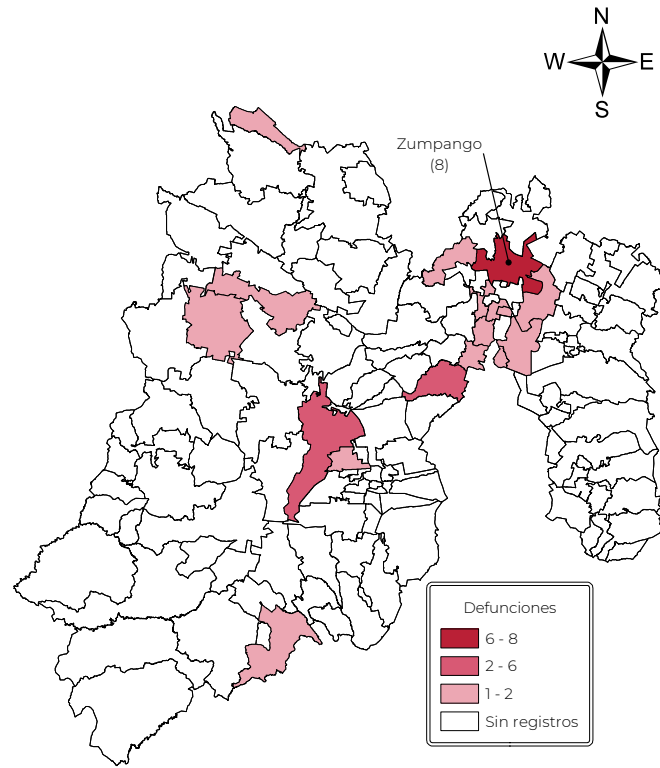 N
W E
S
Zumpango
(8)
Defunciones
6 - 8
2 - 6
1 - 2
Sin registros